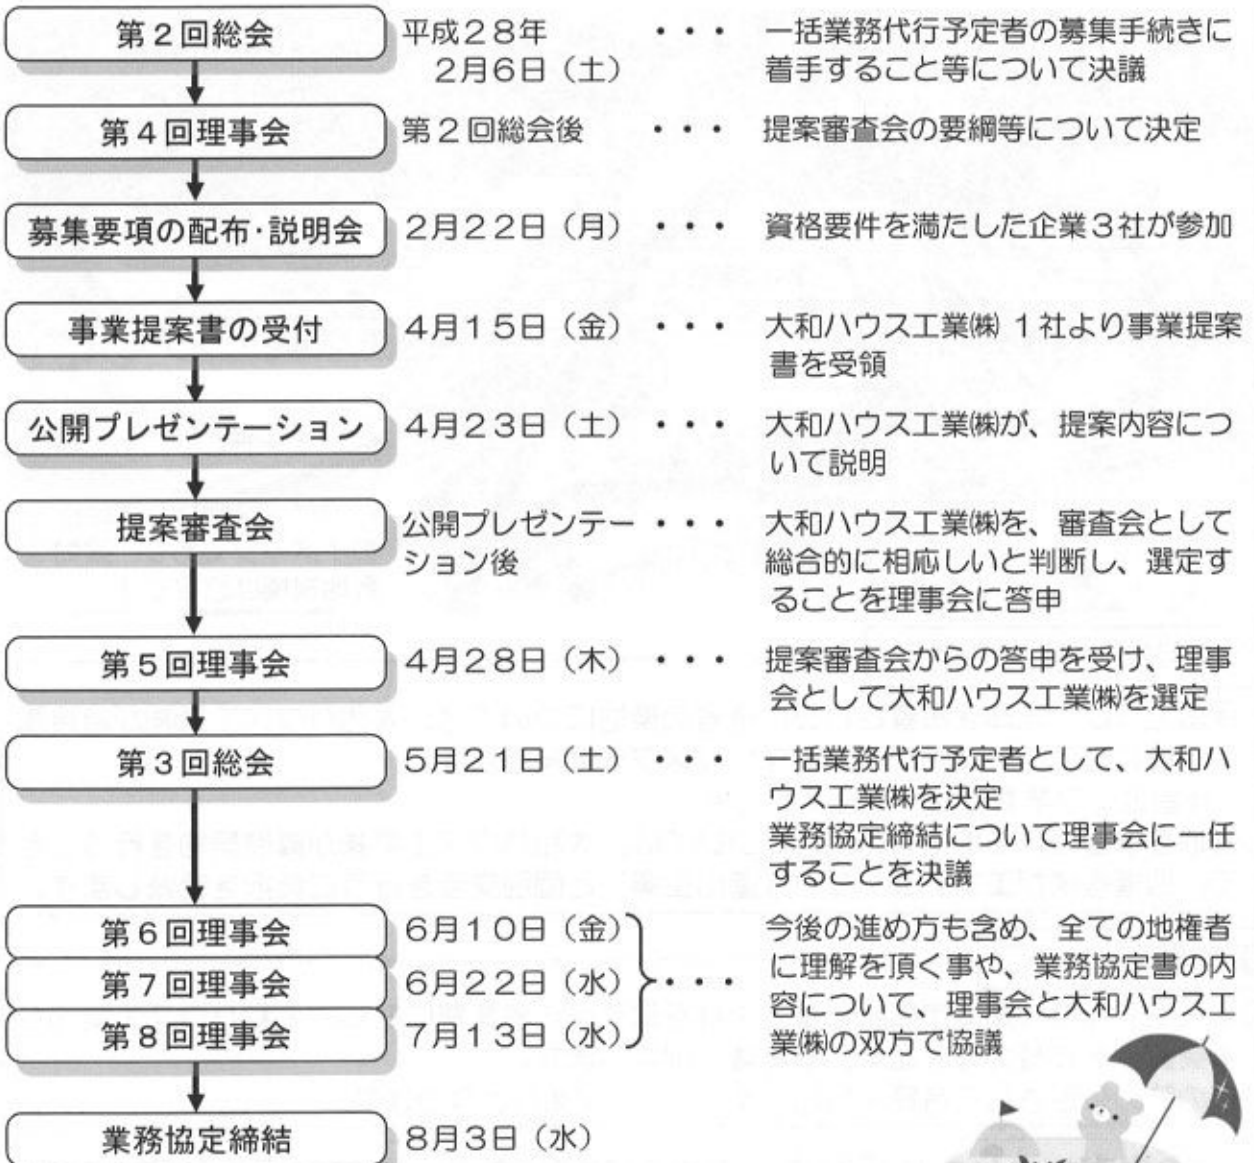 第2回総会 平成28年 ・・・ 一括業務代行予定者の募集手続きに
2月6日（土） 着手すること等について決議
第4回理事会 第2回総会後 ・・・ 提案審査会の要綱等について決定
募集要項の配布・説明会 2月22日（月） ・・・ 資格要件を満たした企業3社が参加
事業提案書の受付 4月15日（金） ・・・ 大和ハウス工業㈱ 1社より事業提案
書を受領
公開プレゼンテーション 4月23日（土） ・・・ 大和ハウス工業㈱が、提案内容につ
いて説明
提案審査会 公開プレゼンテー ・・・ 大和ハウス工業㈱を、審査会として
ション後 総合的に相応しいと判断し、選定す
ることを理事会に答申
第5回理事会 4月28日（木） ・・・ 提案審査会からの答申を受け、理事
会として大和ハウス工業㈱を選定
第3回総会 5月21日（土） ・・・ 一括業務代行予定者として、大和ハ
ウス工業㈱を決定
業務協定締結について理事会に一任
することを決議
第6回理事会 6月10日（金） 今後の進め方も含め、全ての地権者
第7回理事会 6月22日（水） ・・・ に理解を頂く事や、業務協定書の内
容について、理事会と大和ハウス工
第8回理事会 7月13日（水） 業㈱の双方で協議
業務協定締結 8月3日（水）